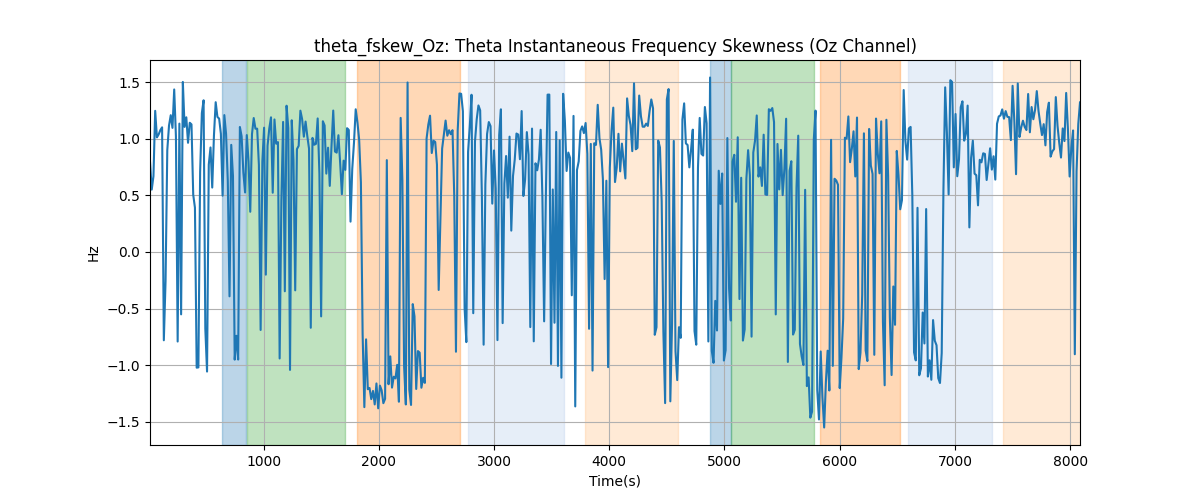 theta_fskew_Oz: Theta Instantaneous Frequency Skewness (Oz Channel)
1.5
1.0
0.5
0.0
−0.5
−1.0
−1.5
Hz
1000 2000 3000 4000 5000 6000 7000 8000
Time(s)